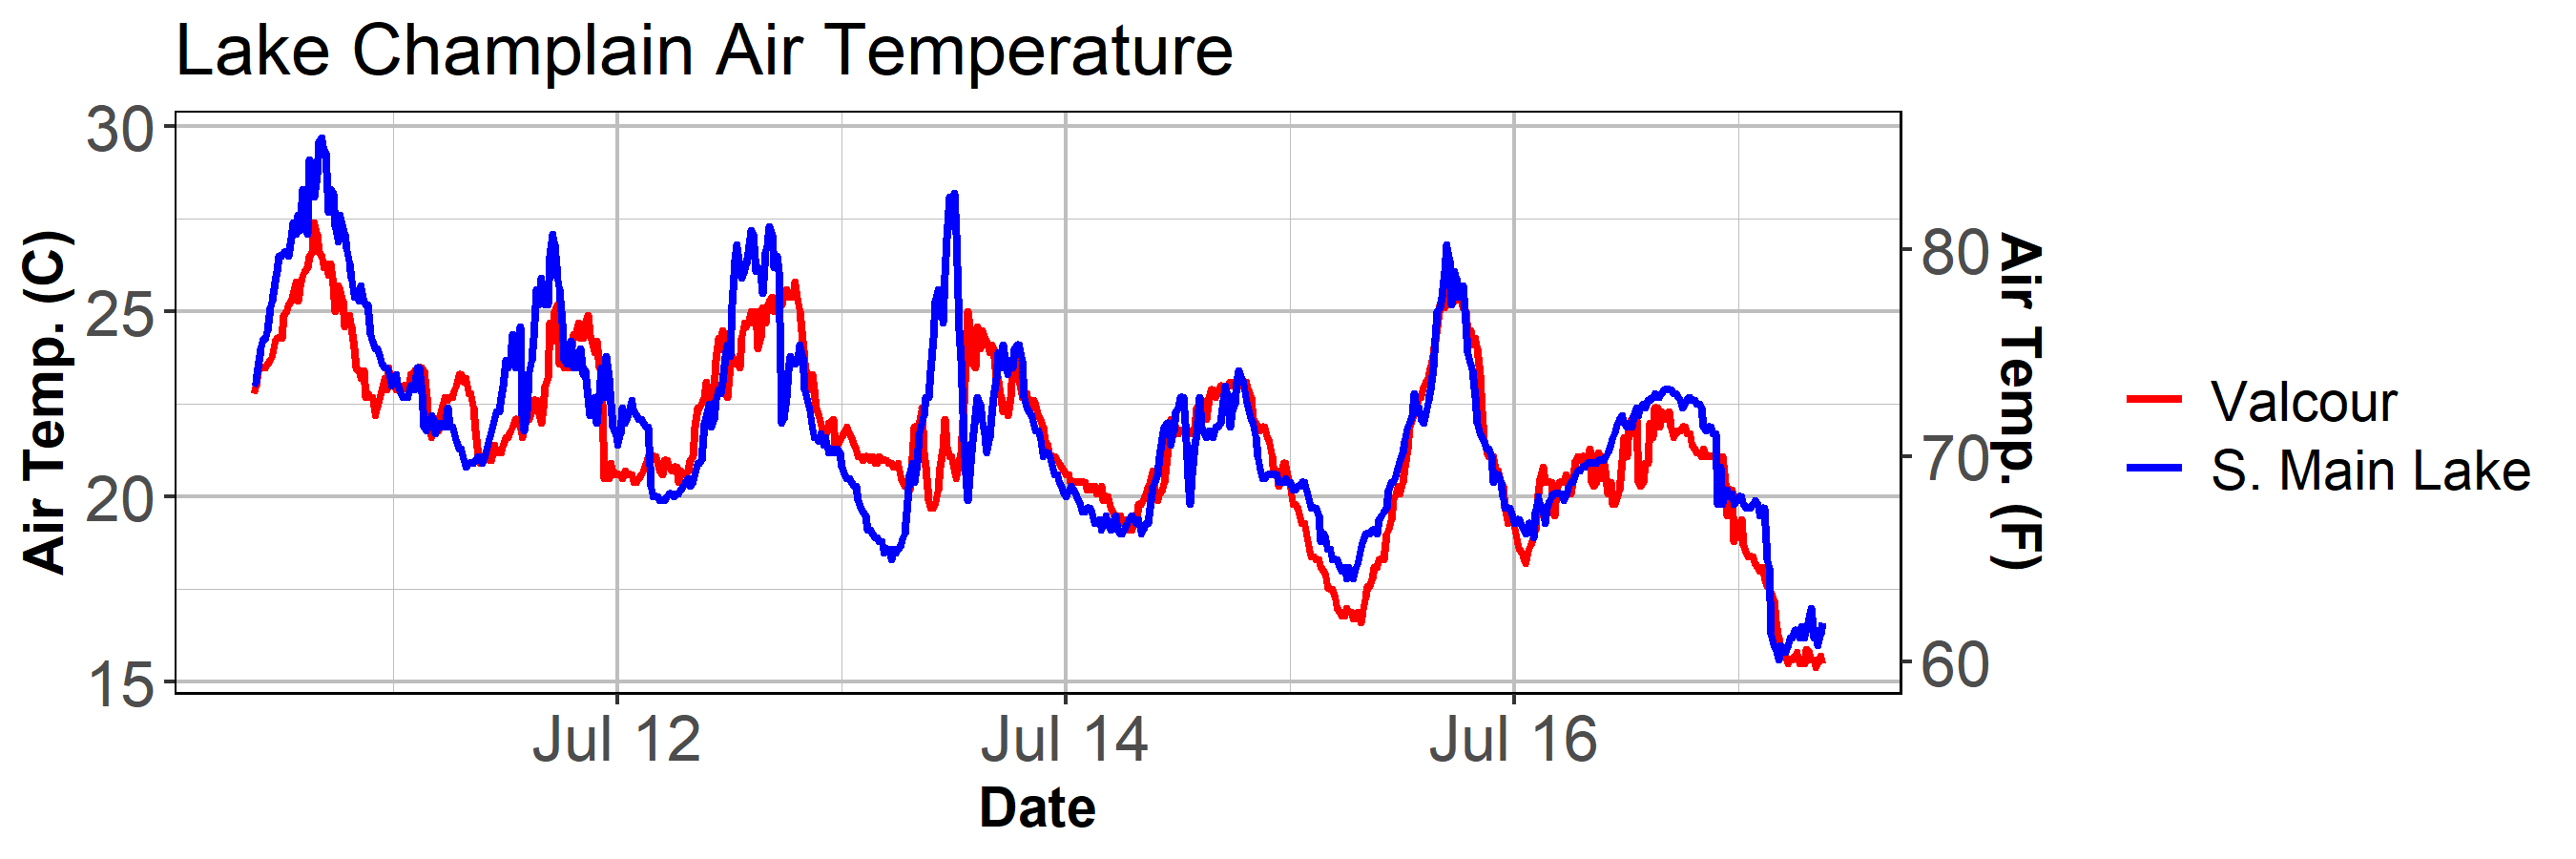 Lake Champlain Air Temperature
Air Temp. (C)
30
25
20
15
Jul 12
Jul 14
Jul 16
Date
80
70
60
Air Temp. (F)
Valcour
S. Main Lake